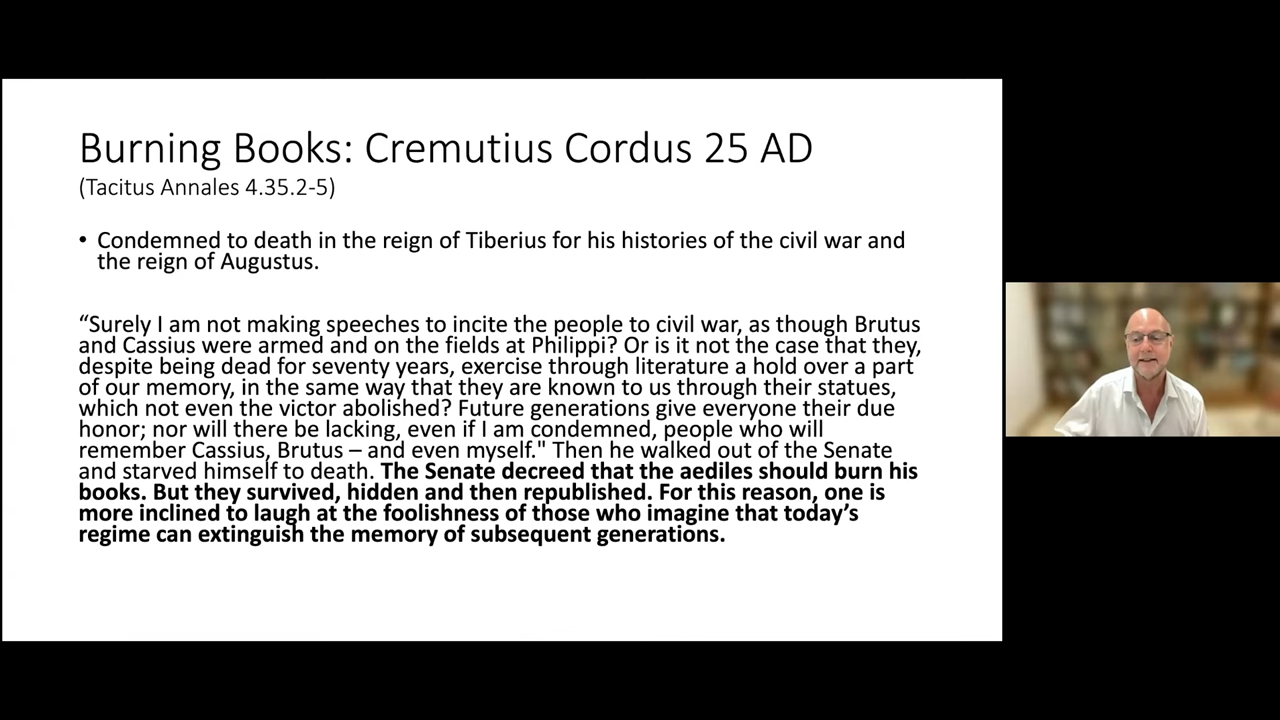 Burning Books: Cremutius Cordus 25 AD
(Tacitus Annales 4.35.2-5)
• Condemned to death in the reign of Tiberius for his histories of the civil war and
the reign of Augustus.
“Surely I am not making speeches to incite the people to civil war, as though Brutus
and Cassius were armed and on the fields at Philippi? Or is it not the case that they,
despite being dead for seventy years, exercise through literature a hold over a part
of our memory, in the same way that they are known to us through their statues,
which not even the victor abolished? Future generations give everyone their due
honor; nor will there be lacking, even if I am condemned, people who will
remember Cassius, Brutus – and even myself." Then he walked out of the Senate
and starved himself to death. The Senate decreed that the aediles should burn his
books. But they survived, hidden and then republished. For this reason, one is
more inclined to laugh at the foolishness of those who imagine that today’s
regime can extinguish the memory of subsequent generations.